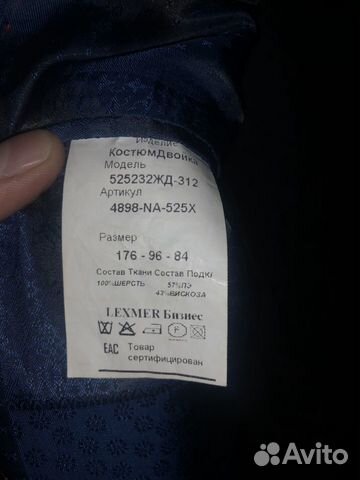 Изделие
КостюмДвойка
Модель
525232ЖД-312
Артикул
4898-NA-525X
Размер
176 - 96 - 84
Состав Ткани Состав Подкл
100%ШЕРСТЬ 57%ПЭ
43%ВИСКОЗА
LEXMER Бизнес
EAC Товар
сертифицирован
Avito